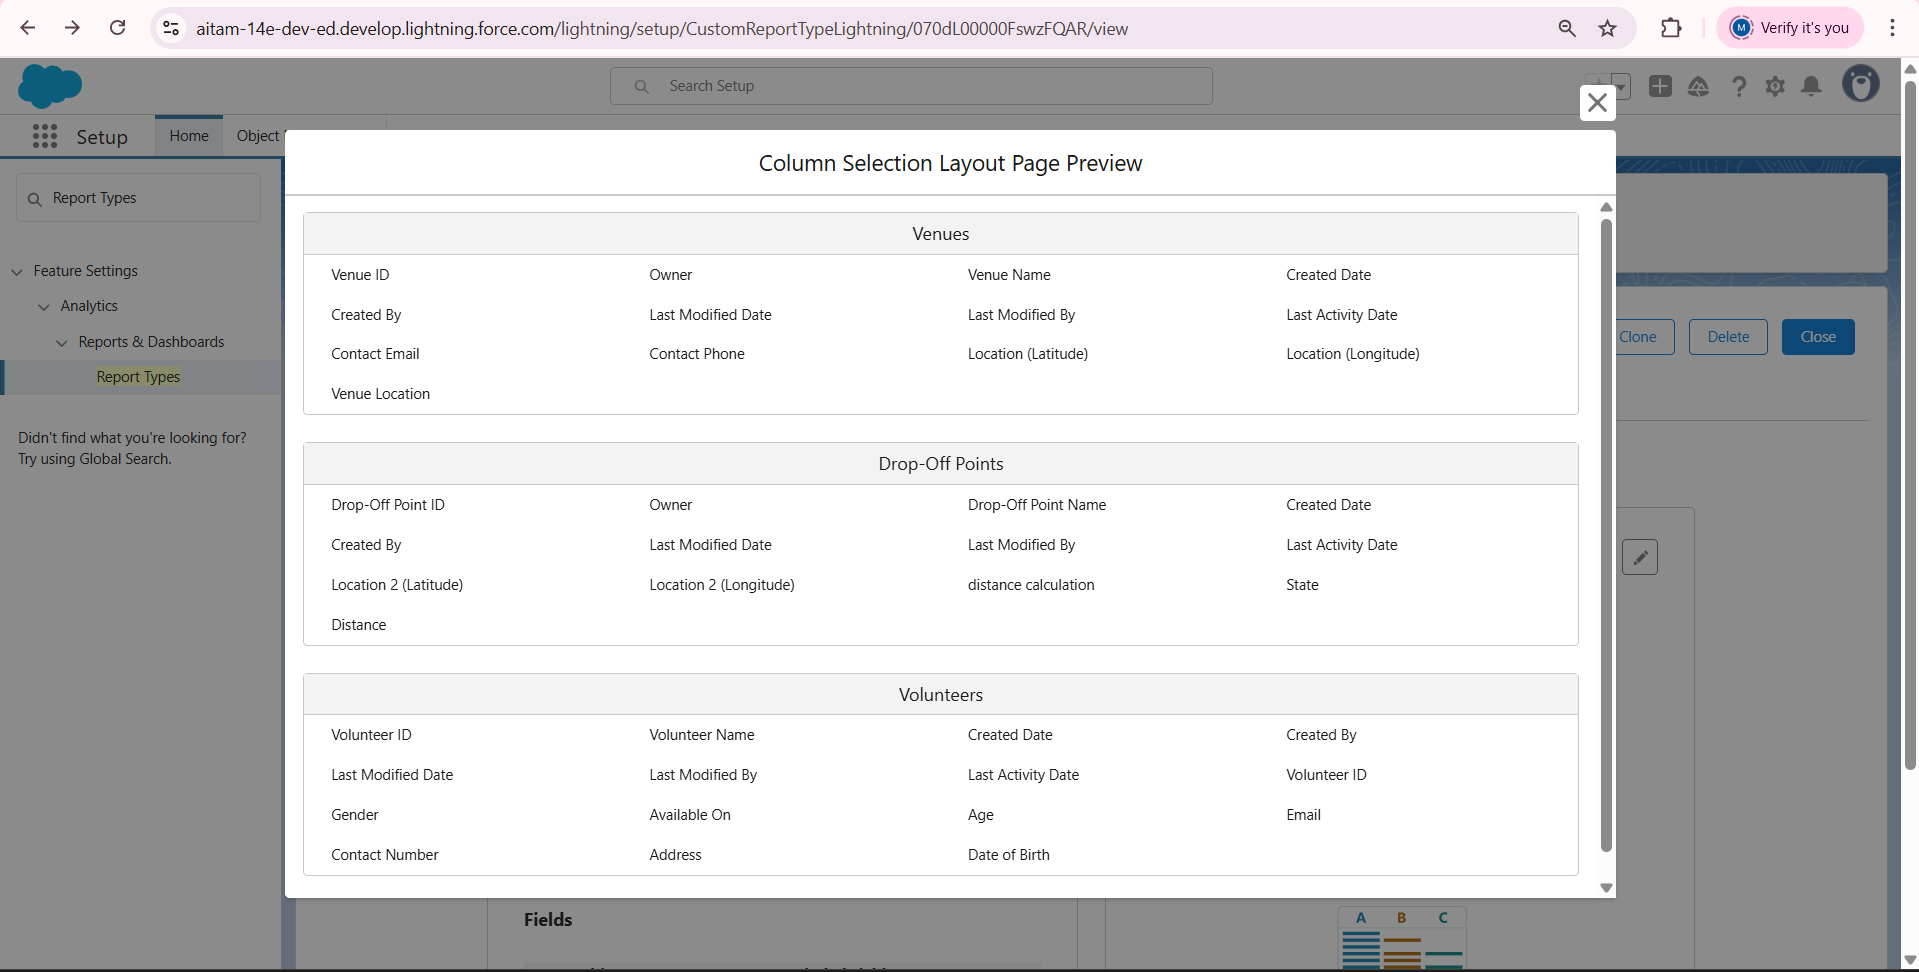 aitam-14e-dev-ed.develop.lightning.force.com/lightning/setup/CustomReportTypeLightning/070dL00000FswzFQAR/view
M Verify it's you
Search Setup
Setup Home Object
Column Selection Layout Page Preview
Report Types
Feature Settings
Analytics
Reports & Dashboards
Report Types
Didn't find what you're looking for?
Try using Global Search.
Clone Delete Close
Venues
Venue ID Owner Venue Name Created Date
Created By Last Modified Date Last Modified By Last Activity Date
Contact Email Contact Phone Location (Latitude) Location (Longitude)
Venue Location
Drop-Off Points
Drop-Off Point ID Owner Drop-Off Point Name Created Date
Created By Last Modified Date Last Modified By Last Activity Date
Location 2 (Latitude) Location 2 (Longitude) distance calculation State
Distance
Volunteers
Volunteer ID Volunteer Name Created Date Created By
Last Modified Date Last Modified By Last Activity Date Volunteer ID
Gender Available On Age Email
Contact Number Address Date of Birth
Fields
A B C